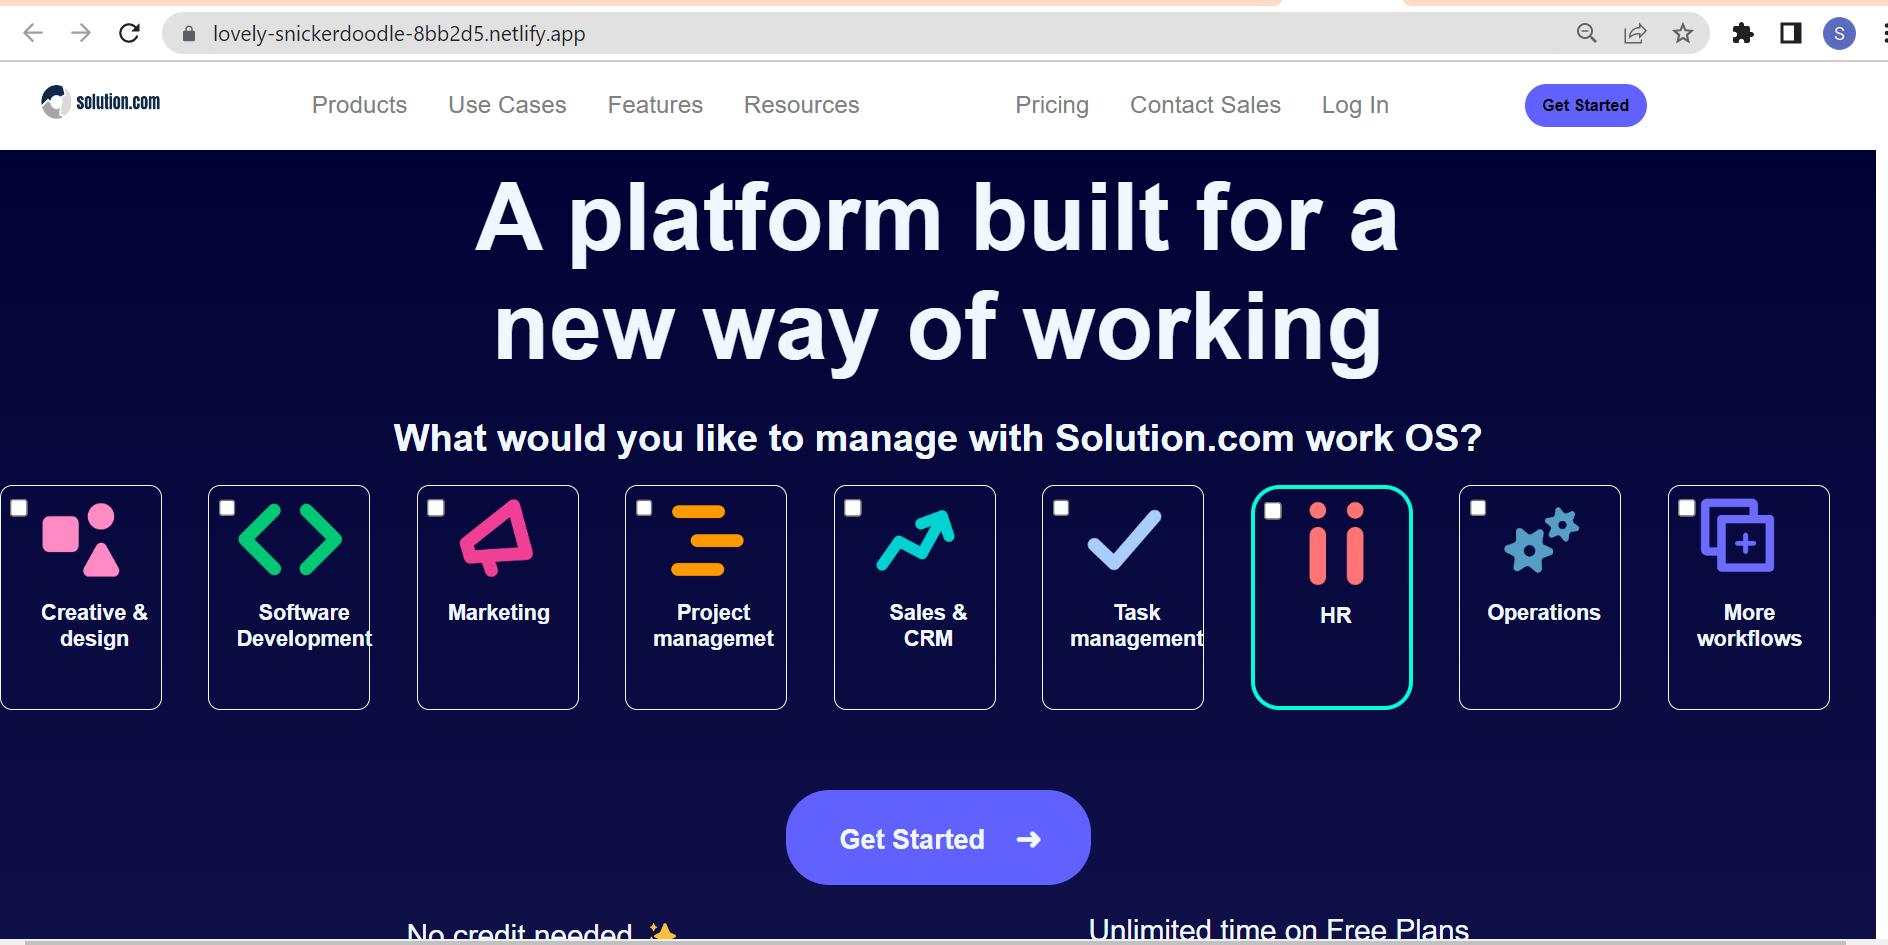 lovely-snickerdoodle-8bb2d5.netlify.app
S
solution.com
Products Use Cases Features Resources Pricing Contact Sales Log In Get Started
A platform built for a
new way of working
What would you like to manage with Solution.com work OS?
Creative &
design
Software
Development
Marketing
Project
managemet
Sales &
CRM
Task
management
HR
Operations
More
workflows
Get Started ➜
No credit needed ✨
Unlimited time on Free Plans